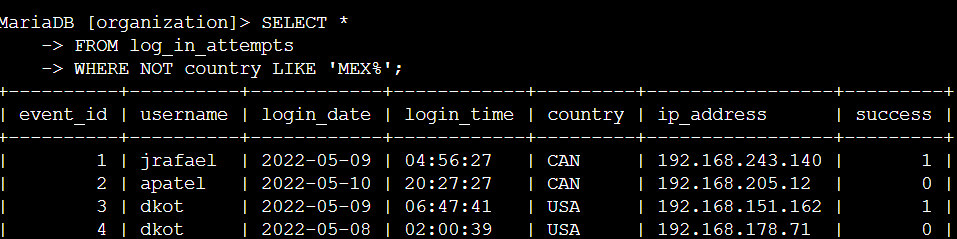 MariaDB [organization]> SELECT *
    -> FROM log_in_attempts
    -> WHERE NOT country LIKE 'MEX%';
+----------+----------+------------+------------+---------+-----------------+---------+
| event_id | username | login_date | login_time | country | ip_address      | success |
+----------+----------+------------+------------+---------+-----------------+---------+
|        1 | jrafael  | 2022-05-09 | 04:56:27   | CAN     | 192.168.243.140 |       1 |
|        2 | apatel   | 2022-05-10 | 20:27:27   | CAN     | 192.168.205.12  |       0 |
|        3 | dkot     | 2022-05-09 | 06:47:41   | USA     | 192.168.151.162 |       1 |
|        4 | dkot     | 2022-05-08 | 02:00:39   | USA     | 192.168.178.71  |       0 |